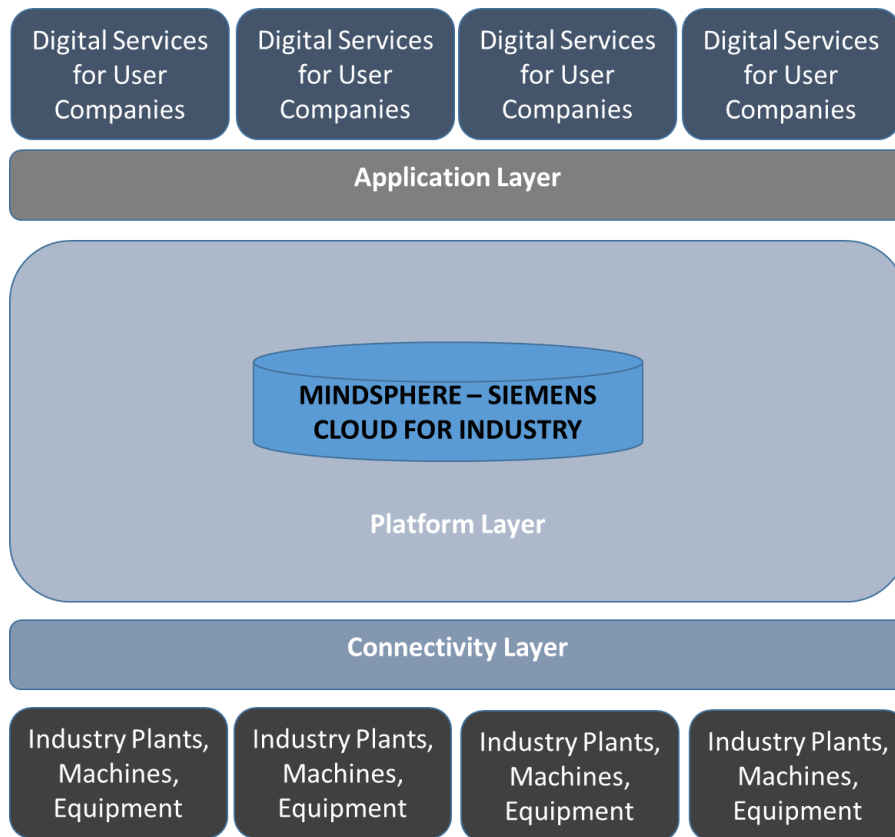 Digital Services
for User
Companies
Digital Services
for User
Companies
Digital Services
for User
Companies
Digital Services
for User
Companies
Application Layer
MINDSPHERE – SIEMENS
CLOUD FOR INDUSTRY
Platform Layer
Connectivity Layer
Industry Plants,
Machines,
Equipment
Industry Plants,
Machines,
Equipment
Industry Plants,
Machines,
Equipment
Industry Plants,
Machines,
Equipment